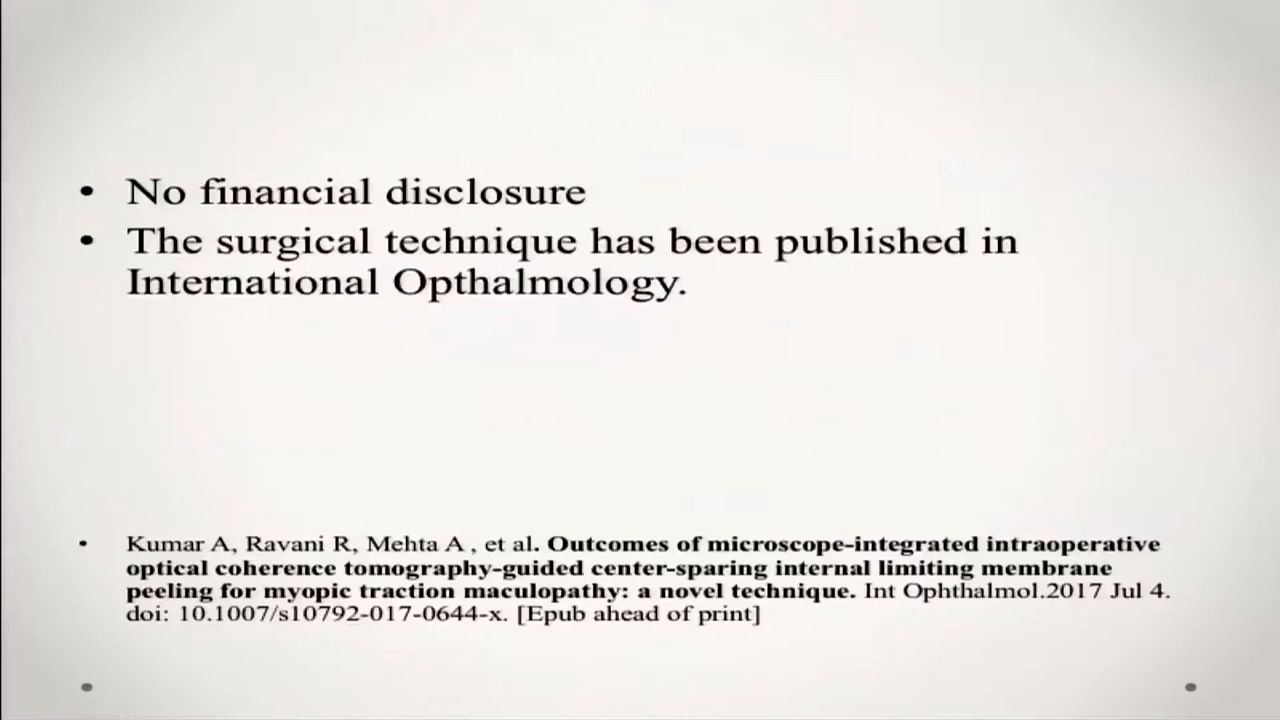 • No financial disclosure
• The surgical technique has been published in
International Opthalmology.
• Kumar A, Ravani R, Mehta A , et al. Outcomes of microscope-integrated intraoperative
optical coherence tomography-guided center-sparing internal limiting membrane
peeling for myopic traction maculopathy: a novel technique. Int Ophthalmol.2017 Jul 4.
doi: 10.1007/s10792-017-0644-x. [Epub ahead of print]